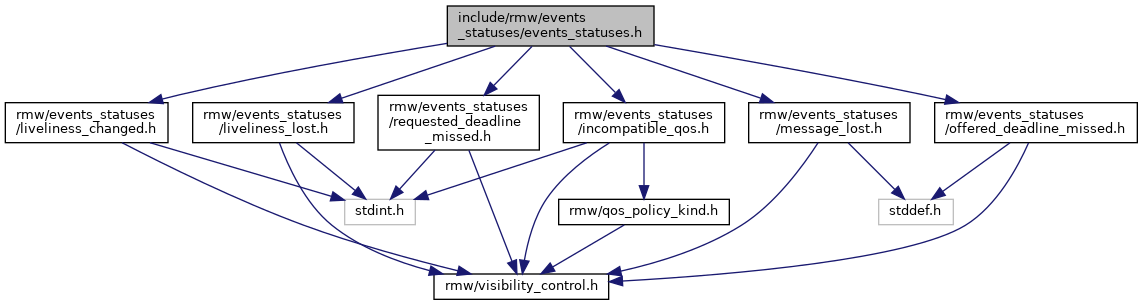 include/rmw/events
_statuses/events_statuses.h
rmw/events_statuses
/liveliness_changed.h
rmw/events_statuses
/liveliness_lost.h
rmw/events_statuses
/requested_deadline
_missed.h
rmw/events_statuses
/incompatible_qos.h
rmw/events_statuses
/message_lost.h
rmw/events_statuses
/offered_deadline_missed.h
stdint.h
rmw/qos_policy_kind.h
stddef.h
rmw/visibility_control.h